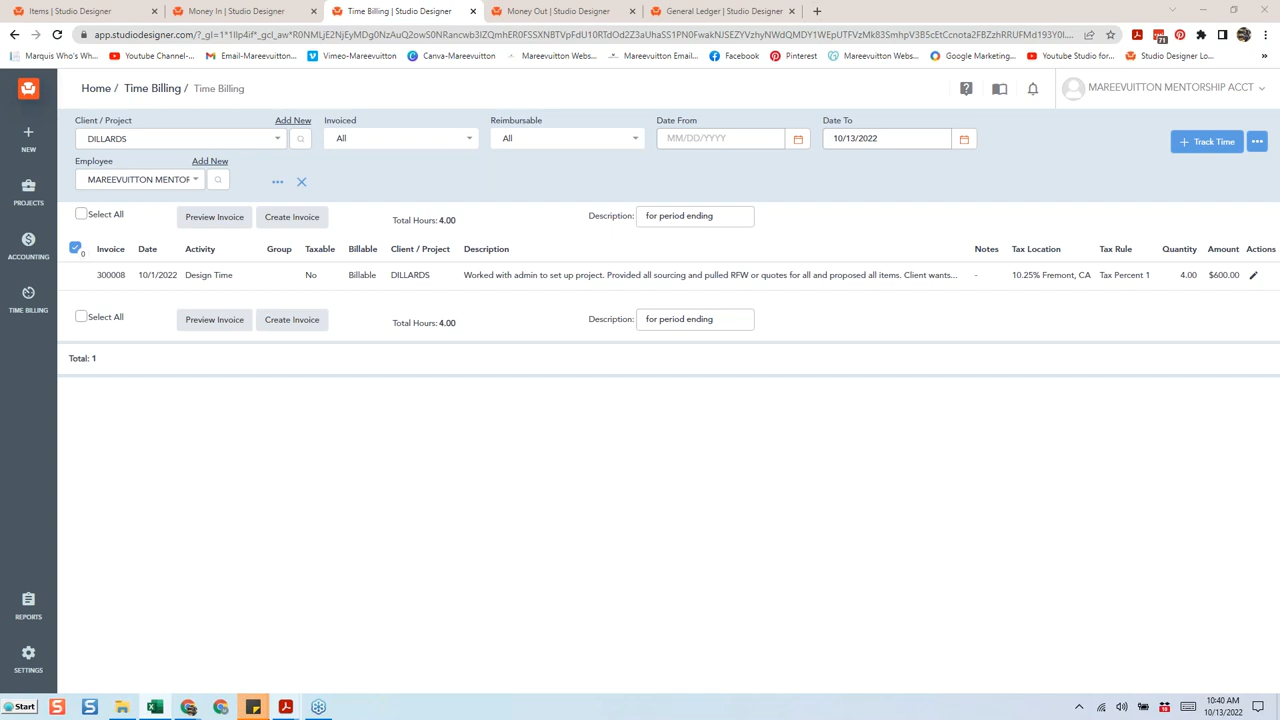 Items | Studio Designer
Money In | Studio Designer
Time Billing | Studio Designer
Money Out | Studio Designer
General Ledger | Studio Designer
Marquis Who's Wh...
Youtube Channel-...
Email-Mareevuitt...
Vimeo-Mareevuitton
Canva-Mareevuitton
Mareevuitton Webs...
Mareevuitton Email...
Facebook
Pinterest
Mareevuitton Webs...
Google Marketing...
Youtube Studio for...
Studio Designer Lo...
»
Home / Time Billing / Time Billing
MAREEVUITTON MENTORSHIP ACCT
Client / Project
Add New
Invoiced
Reimbursable
Date From
Date To
DILLARDS
All
All
MM/DD/YYYY
10/13/2022
+ Track Time
Employee
Add New
MAREEVUITTON MENTOR
NEW
PROJECTS
ACCOUNTING
TIME BILLING
REPORTS
SETTINGS
Select All
Preview Invoice
Create Invoice
Total Hours: 4.00
Description:
for period ending
0
Invoice
Date
Activity
Group
Taxable
Billable
Client / Project
Description
Notes
Tax Location
Tax Rule
Quantity
Amount
Actions
300008
10/1/2022
Design Time
No
Billable
DILLARDS
Worked with admin to set up project. Provided all sourcing and pulled RFW or quotes for all and proposed all items. Client wants...
-
10.25% Fremont, CA
Tax Percent 1
4.00
$600.00
Select All
Preview Invoice
Create Invoice
Total Hours: 4.00
Description:
for period ending
Total: 1
Start
10:40 AM
10/13/2022